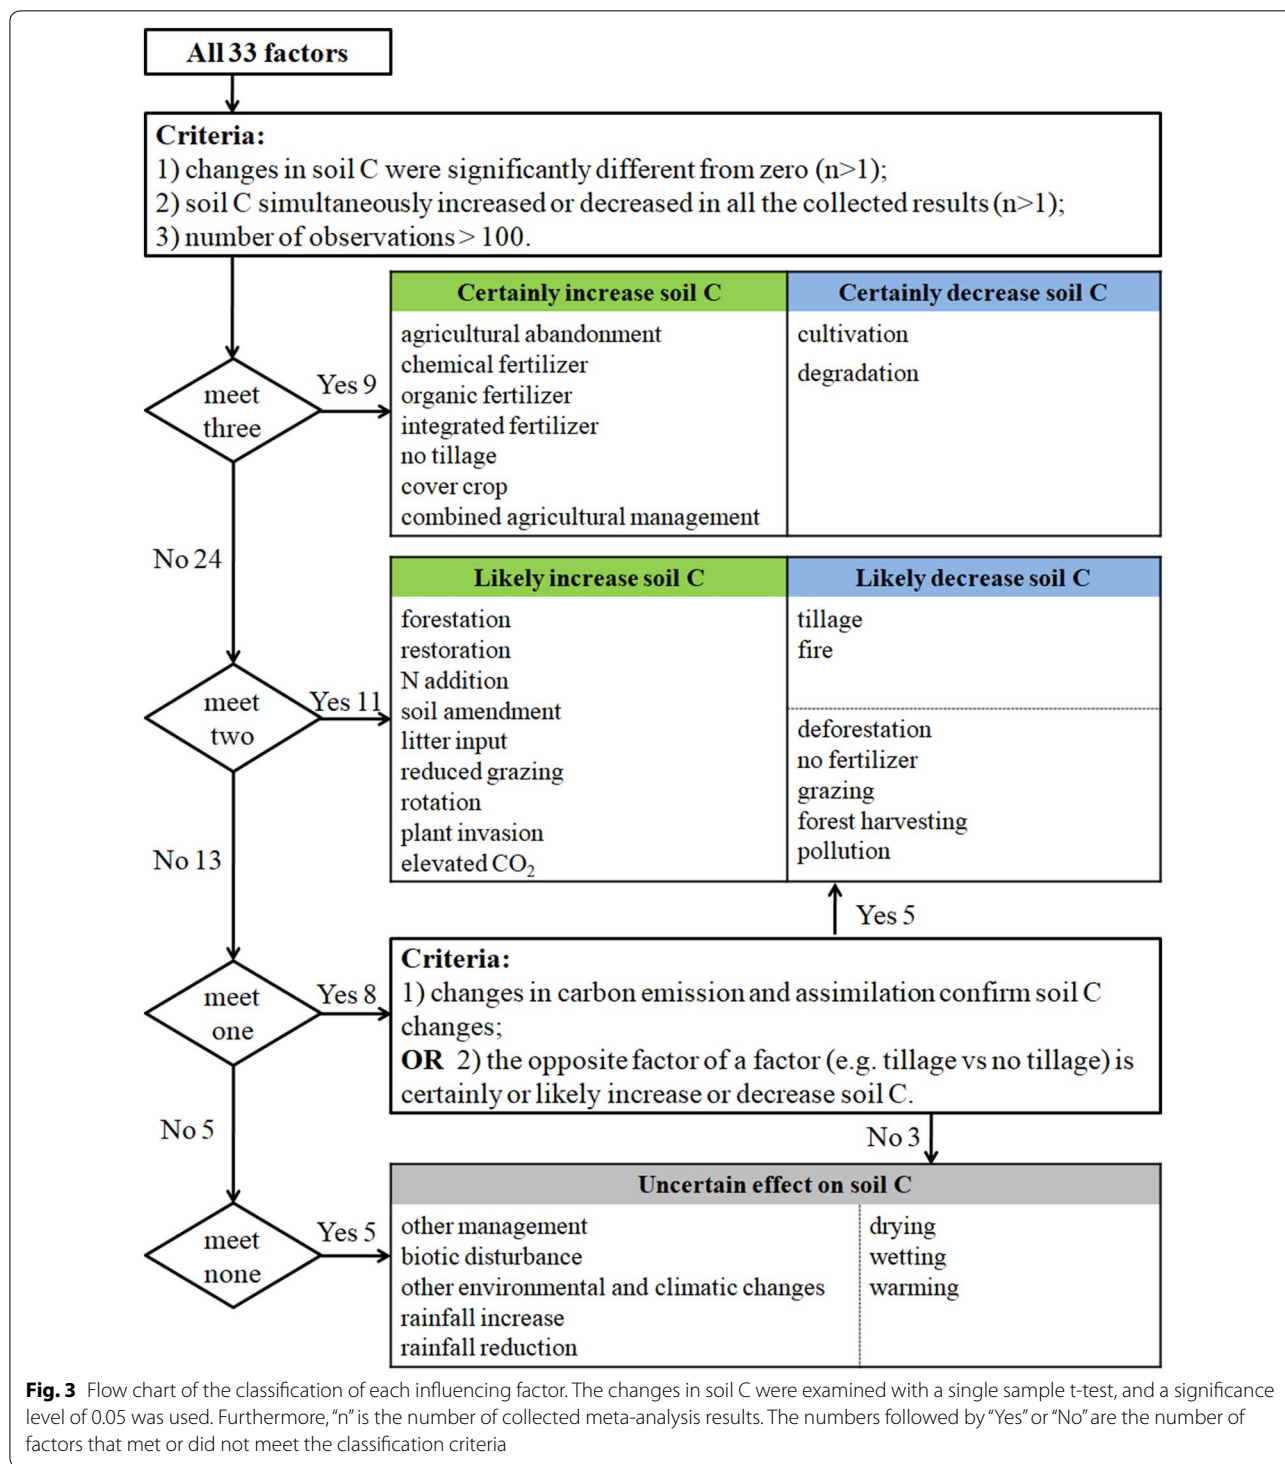 All 33 factors
Criteria:
1) changes in soil C were significantly different from zero (n>1);
2) soil C simultaneously increased or decreased in all the collected results (n>1);
3) number of observations > 100.
meet
three
Yes 9
Certainly increase soil C
agricultural abandonment
chemical fertilizer
organic fertilizer
integrated fertilizer
no tillage
cover crop
combined agricultural management
Certainly decrease soil C
cultivation
degradation
No 24
meet
two
Yes 11
Likely increase soil C
forestation
restoration
N addition
soil amendment
litter input
reduced grazing
rotation
plant invasion
elevated CO₂
Likely decrease soil C
tillage
fire
deforestation
no fertilizer
grazing
forest harvesting
pollution
No 13
Yes 5
meet
one
Yes 8
Criteria:
1) changes in carbon emission and assimilation confirm soil C
changes;
OR 2) the opposite factor of a factor (e.g. tillage vs no tillage) is
certainly or likely increase or decrease soil C.
No 5
No 3
meet
none
Yes 5
Uncertain effect on soil C
other management
biotic disturbance
other environmental and climatic changes
rainfall increase
rainfall reduction
drying
wetting
warming
Fig. 3 Flow chart of the classification of each influencing factor. The changes in soil C were examined with a single sample t-test, and a significance
level of 0.05 was used. Furthermore, “n” is the number of collected meta-analysis results. The numbers followed by “Yes” or “No” are the number of
factors that met or did not meet the classification criteria